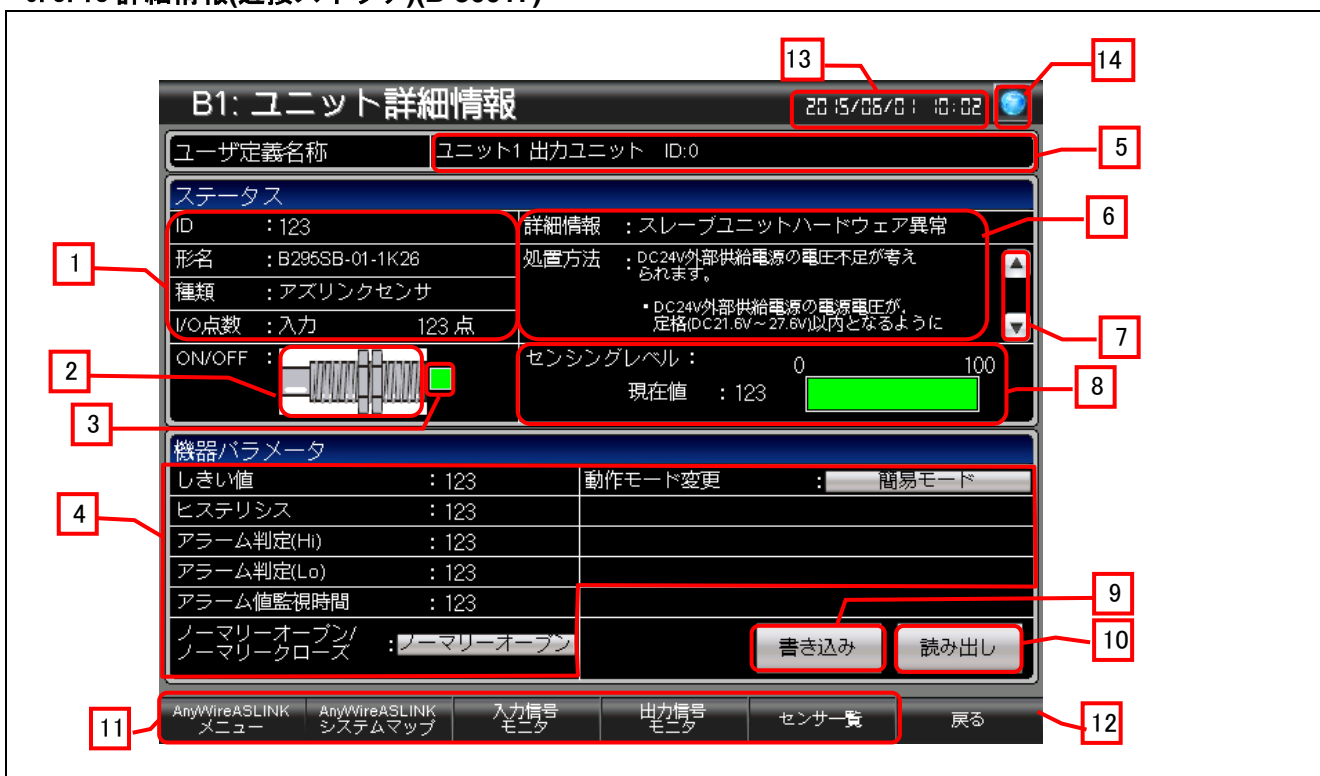 13
14
B1: ユニット詳細情報
2015/06/01 10:02
ユーザ定義名称
ユニット1 出力ユニット ID:0
5
ステータス
ID :123
形名 :B295SB-01-1K26
種類 :アズリンクセンサ
I/O点数 :入力 123 点
1
詳細情報 :スレーブユニットハードウェア異常
処置方法 :DC24V外部供給電源の電圧不足が考え
られます。
▪DC24V外部供給電源の電源電圧が,
定格(DC21.6V～27.6V)以内となるように
6
7
ON/OFF :
2
3
センシングレベル:
0 100
現在値 :123
8
機器パラメータ
しきい値 :123
ヒステリシス :123
アラーム判定(Hi) :123
アラーム判定(Lo) :123
アラーム値監視時間 :123
ノーマリーオープン/
ノーマリークローズ :ノーマリーオープン
4
動作モード変更 : 簡易モード
9
書き込み
読み出し
10
11
AnyWireASLINK
メニュー
AnyWireASLINK
システムマップ
入力信号
モニタ
出力信号
モニタ
センサ一覧
戻る
12